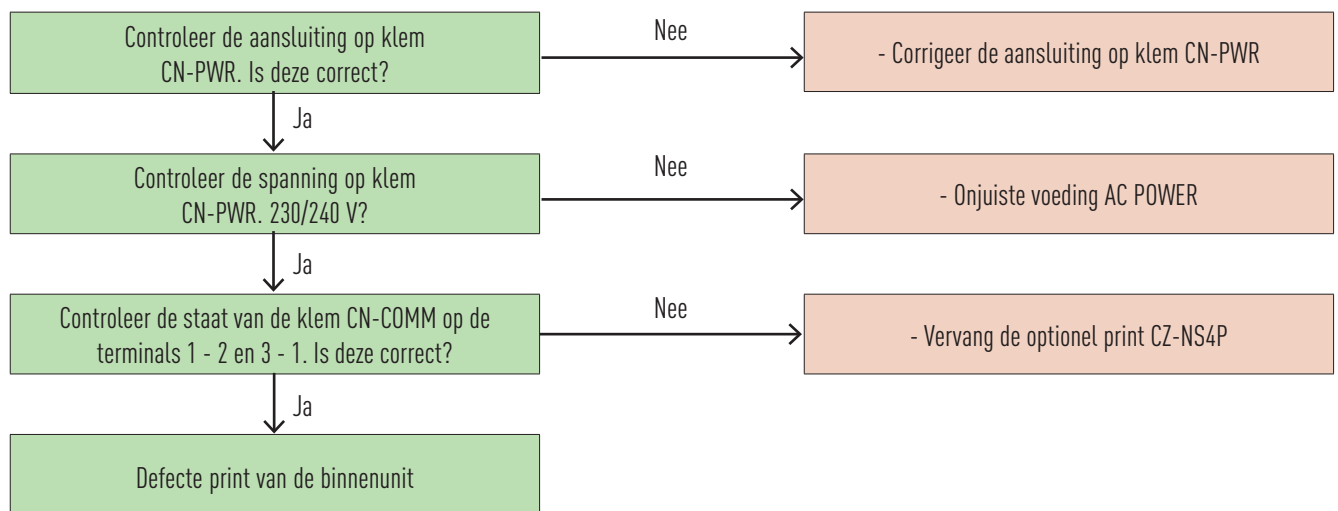 Controleer de aansluiting op klem
CN-PWR. Is deze correct?
Nee
- Corrigeer de aansluiting op klem CN-PWR
Ja
Controleer de spanning op klem
CN-PWR. 230/240 V?
Nee
- Onjuiste voeding AC POWER
Ja
Controleer de staat van de klem CN-COMM op de
terminals 1 - 2 en 3 - 1. Is deze correct?
Nee
- Vervang de optionel print CZ-NS4P
Ja
Defecte print van de binnenunit